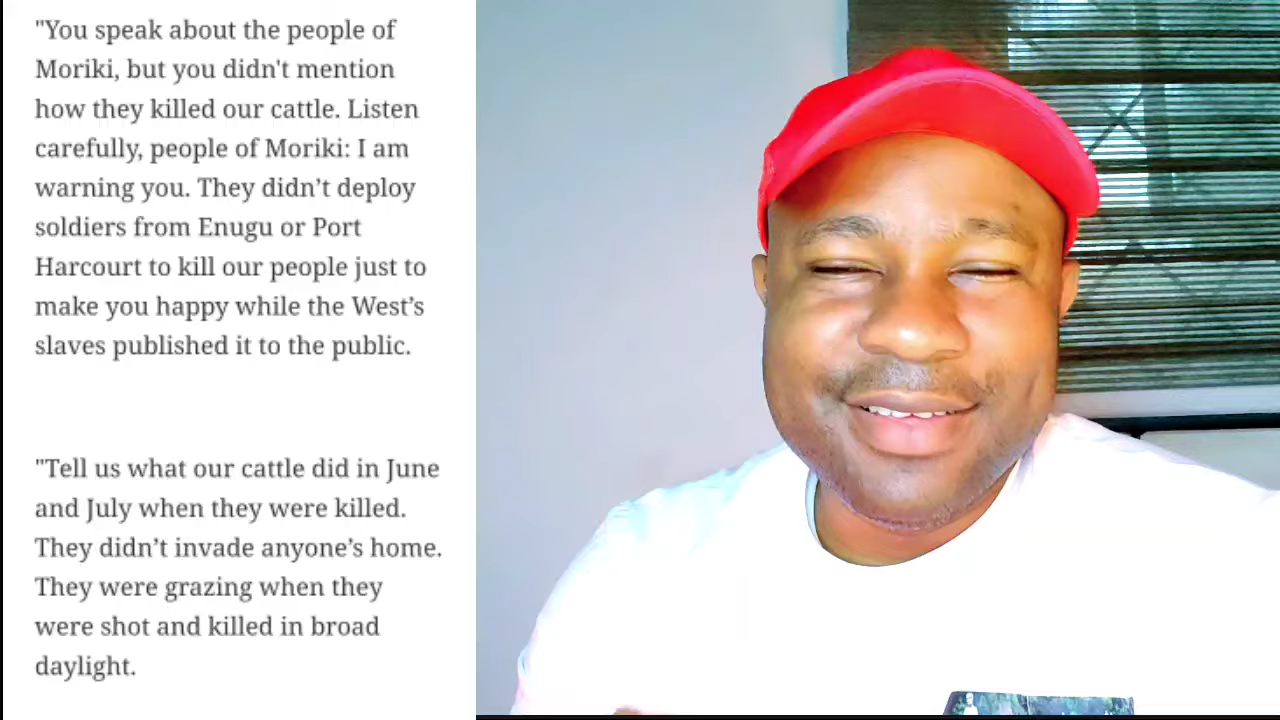 "You speak about the people of
Moriki, but you didn't mention
how they killed our cattle. Listen
carefully, people of Moriki: I am
warning you. They didn’t deploy
soldiers from Enugu or Port
Harcourt to kill our people just to
make you happy while the West’s
slaves published it to the public.
"Tell us what our cattle did in June
and July when they were killed.
They didn’t invade anyone’s home.
They were grazing when they
were shot and killed in broad
daylight.